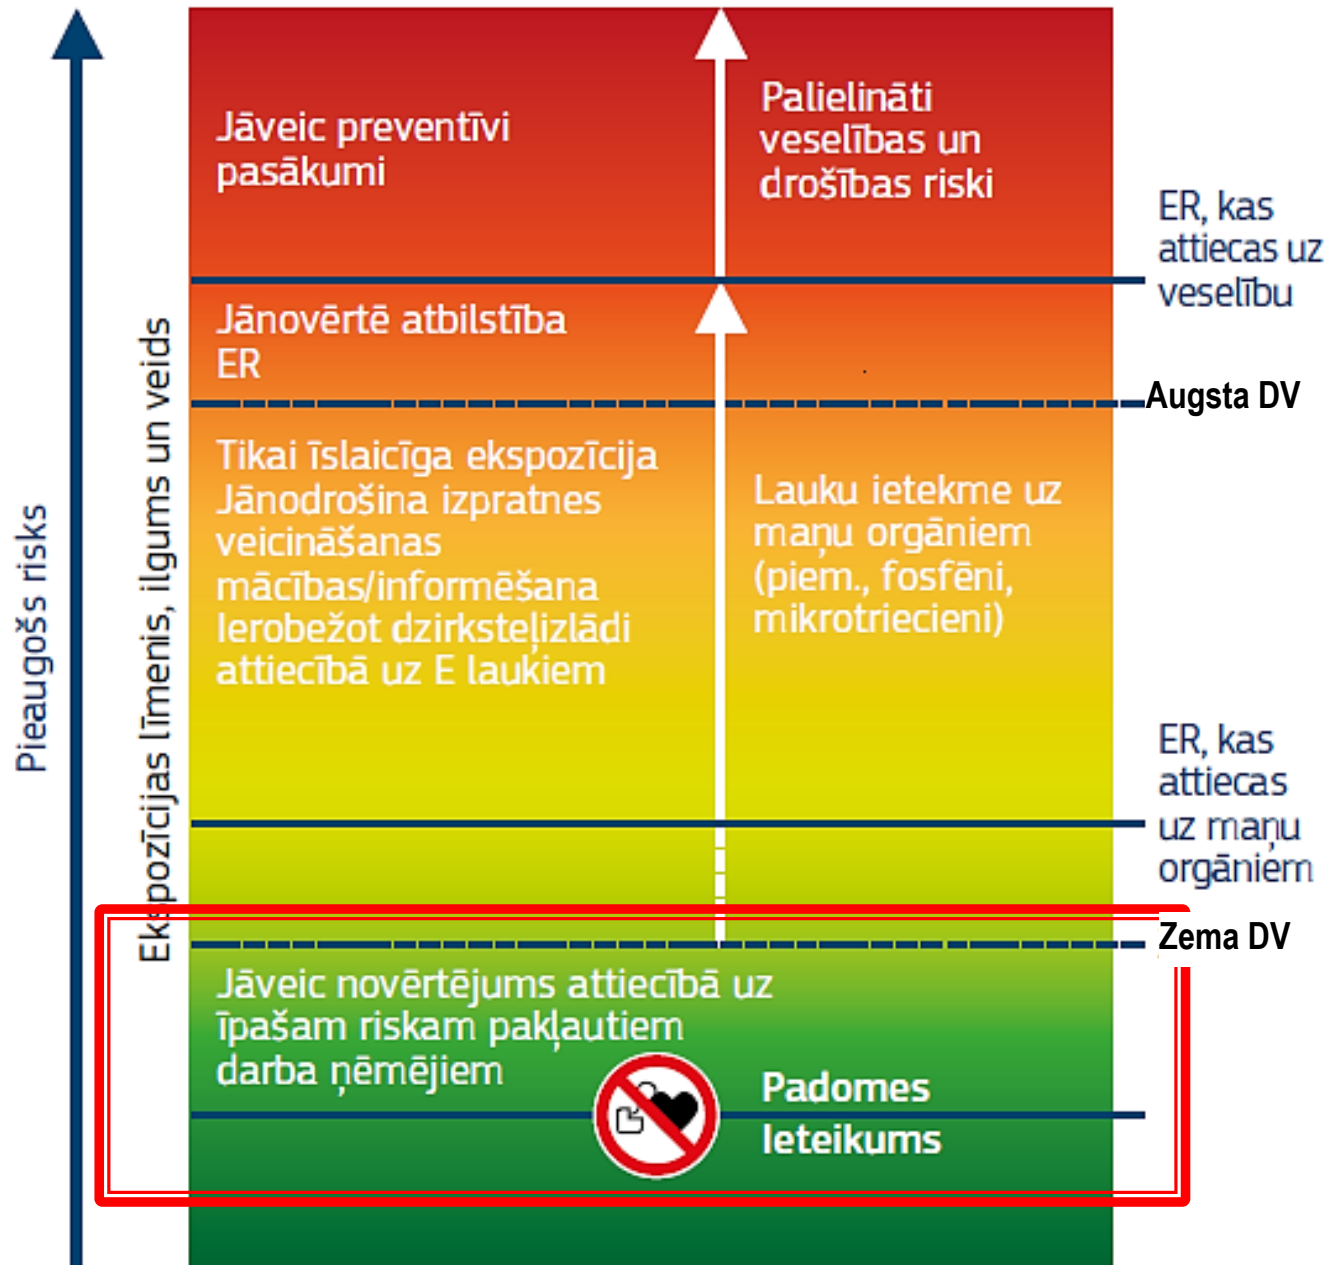 Pieaugošs risks
Ekspozīcijas līmenis, ilgums un veids
Jāveic preventīvi
pasākumi
Palielināti
veselības un
drošības riski
ER, kas
attiecas uz
veselību
Jānovērtē atbilstība
ER
Augsta DV
Tikai īslaicīga ekspozīcija
Jānodrošina izpratnes
veicināšanas
mācības/informēšana
Ierobežot dzirksteļizlādi
attiecībā uz E laukiem
Lauku ietekme uz
maņu orgāniem
(piem., fosfēni,
mikrotriecieni)
ER, kas
attiecas
uz maņu
orgāniem
Zema DV
Jāveic novērtējums attiecībā uz
īpašam riskam pakļautiem
darba ņēmējiem
Padomes
Ieteikums